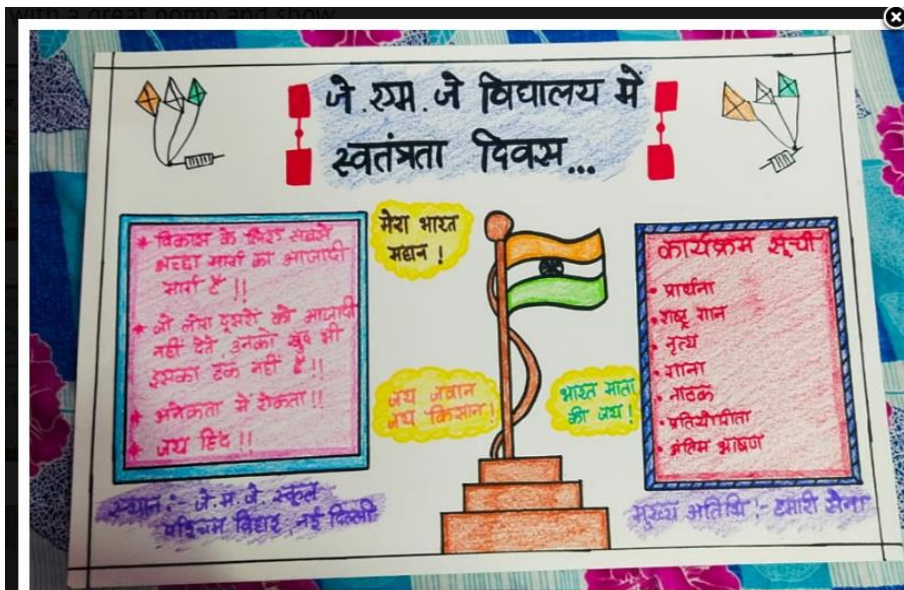 with a great pomp and show
जे.एम.जे विद्यालय में
स्वतंत्रता दिवस...
* विकास के लिए सबसे
अच्छा मार्ग का आजादी
मार्ग है !!
* जो लोग दूसरों को आजादी
नहीं देते, उनको खुद भी
इसका हक नहीं है !!
* अनेकता मे एकता !!
* जय हिंद !!
मेरा भारत
महान !
जय जवान
जय किसान !
भारत माता
की जय !
कार्यक्रम सूची
• प्रार्थना
• राष्ट्र गान
• नृत्य
• गाना
• नाटक
• प्रतियोगीता
• अंतिम भाषण
स्थान :- जे.म.जे. स्कूल
पश्चिम विहार, नई दिल्ली
मुख्य अतिथि :- हमारी सेना